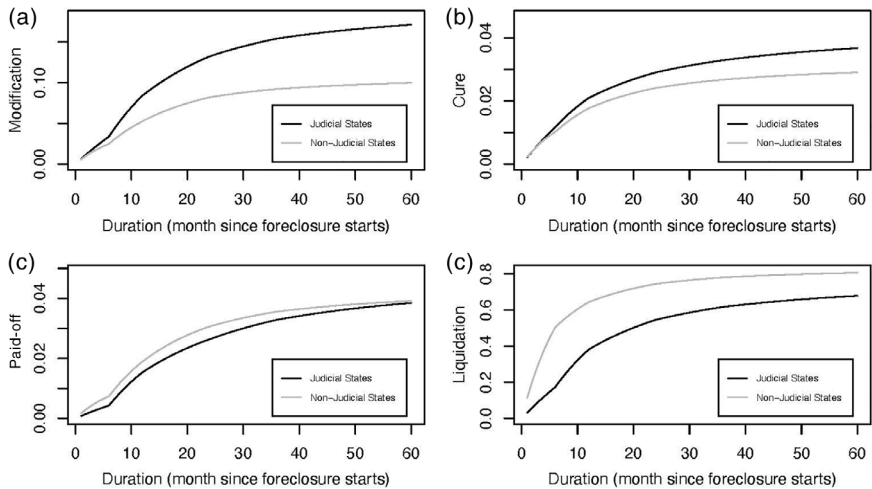 (a)
Modification
0.00
0.10
0 10 20 30 40 50 60
Duration (month since foreclosure starts)
Judicial States
Non-Judicial States
(b)
Cure
0.00 0.02 0.04
0 10 20 30 40 50 60
Duration (month since foreclosure starts)
Judicial States
Non-Judicial States
(c)
Paid-off
0.00 0.02 0.04
0 10 20 30 40 50 60
Duration (month since foreclosure starts)
Judicial States
Non-Judicial States
(c)
Liquidation
0.0 0.2 0.4 0.6 0.8
0 10 20 30 40 50 60
Duration (month since foreclosure starts)
Judicial States
Non-Judicial States